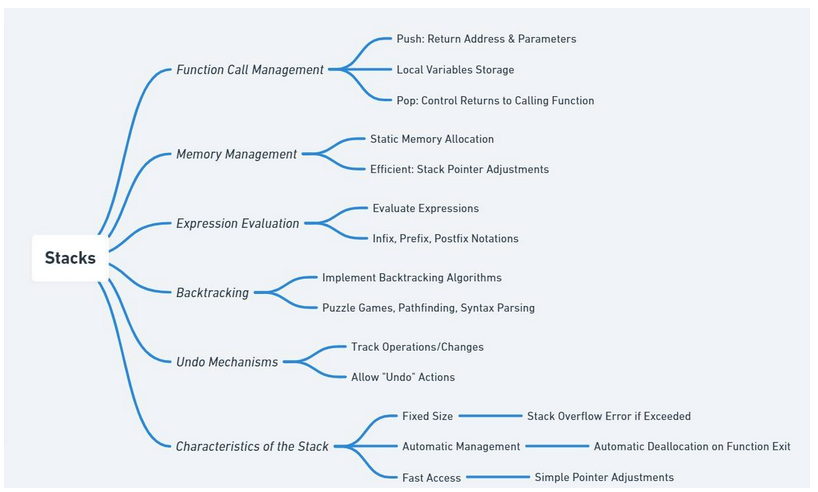 Stacks
Function Call Management
Push: Return Address & Parameters
Local Variables Storage
Pop: Control Returns to Calling Function
Memory Management
Static Memory Allocation
Efficient: Stack Pointer Adjustments
Expression Evaluation
Evaluate Expressions
Infix, Prefix, Postfix Notations
Backtracking
Implement Backtracking Algorithms
Puzzle Games, Pathfinding, Syntax Parsing
Undo Mechanisms
Track Operations/Changes
Allow "Undo" Actions
Characteristics of the Stack
Fixed Size
Stack Overflow Error if Exceeded
Automatic Management
Automatic Deallocation on Function Exit
Fast Access
Simple Pointer Adjustments